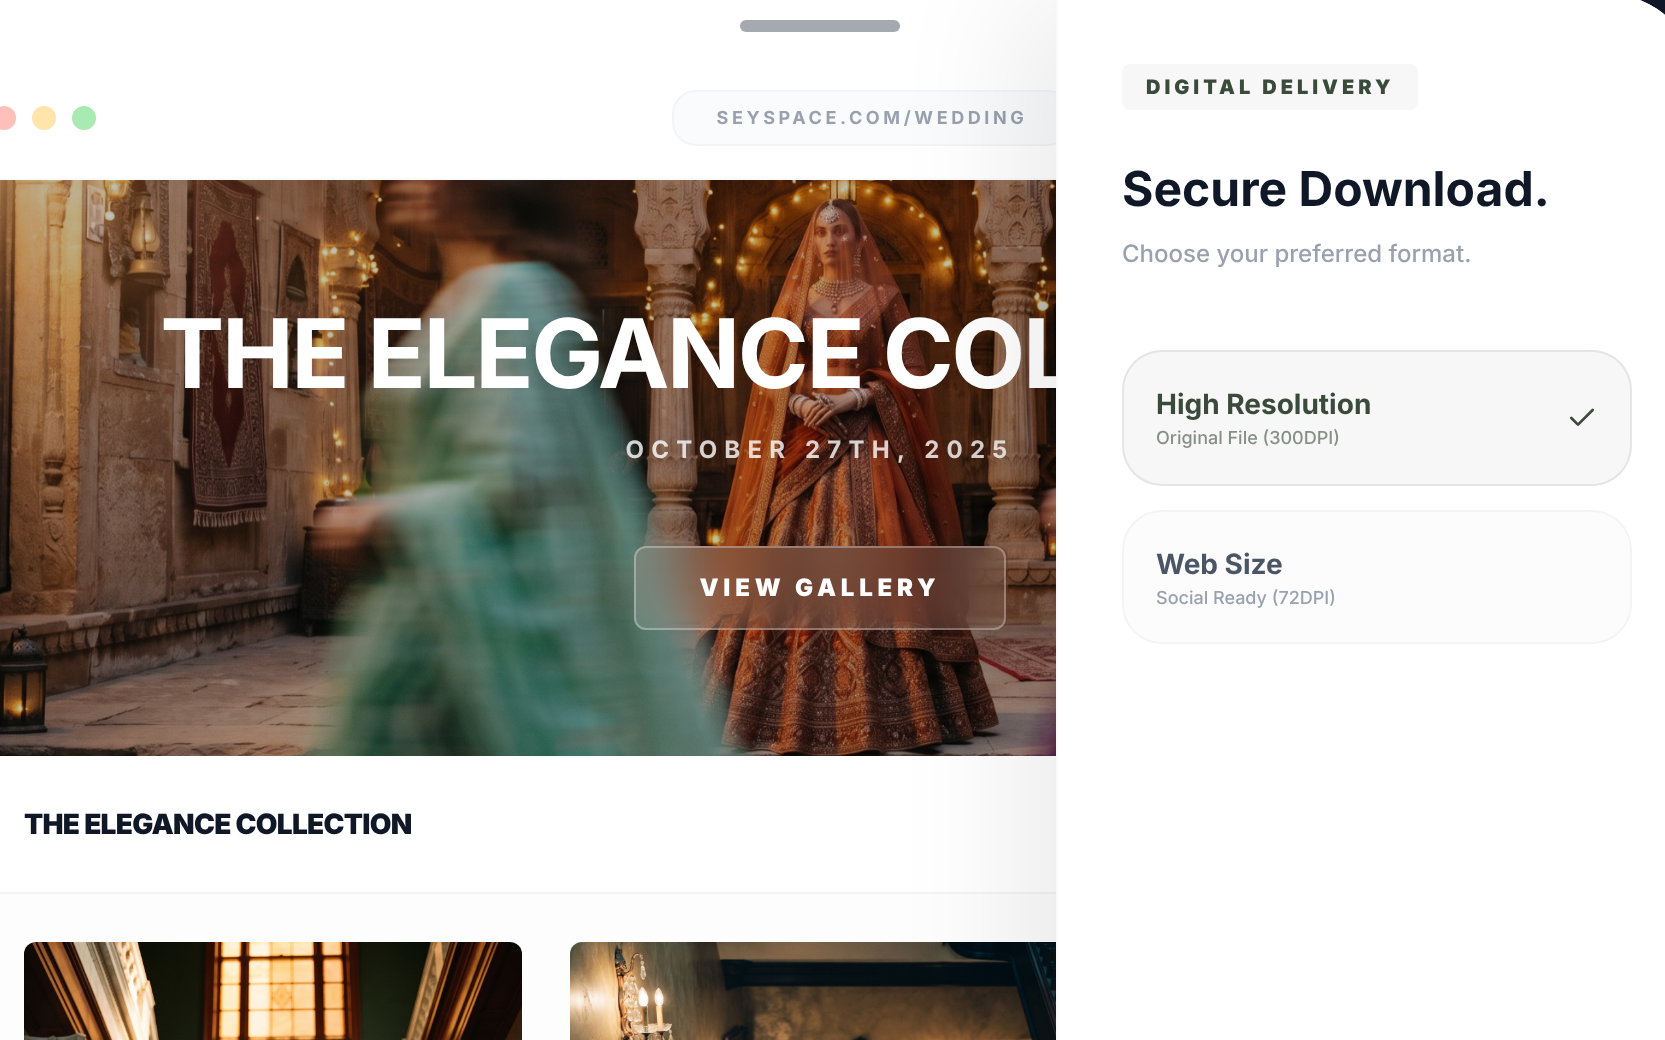 SEYSPACE.COM/WEDDING
THE ELEGANCE COL
OCTOBER 27TH, 2025
VIEW GALLERY
THE ELEGANCE COLLECTION
DIGITAL DELIVERY
Secure Download.
Choose your preferred format.
High Resolution
Original File (300DPI)
Web Size
Social Ready (72DPI)